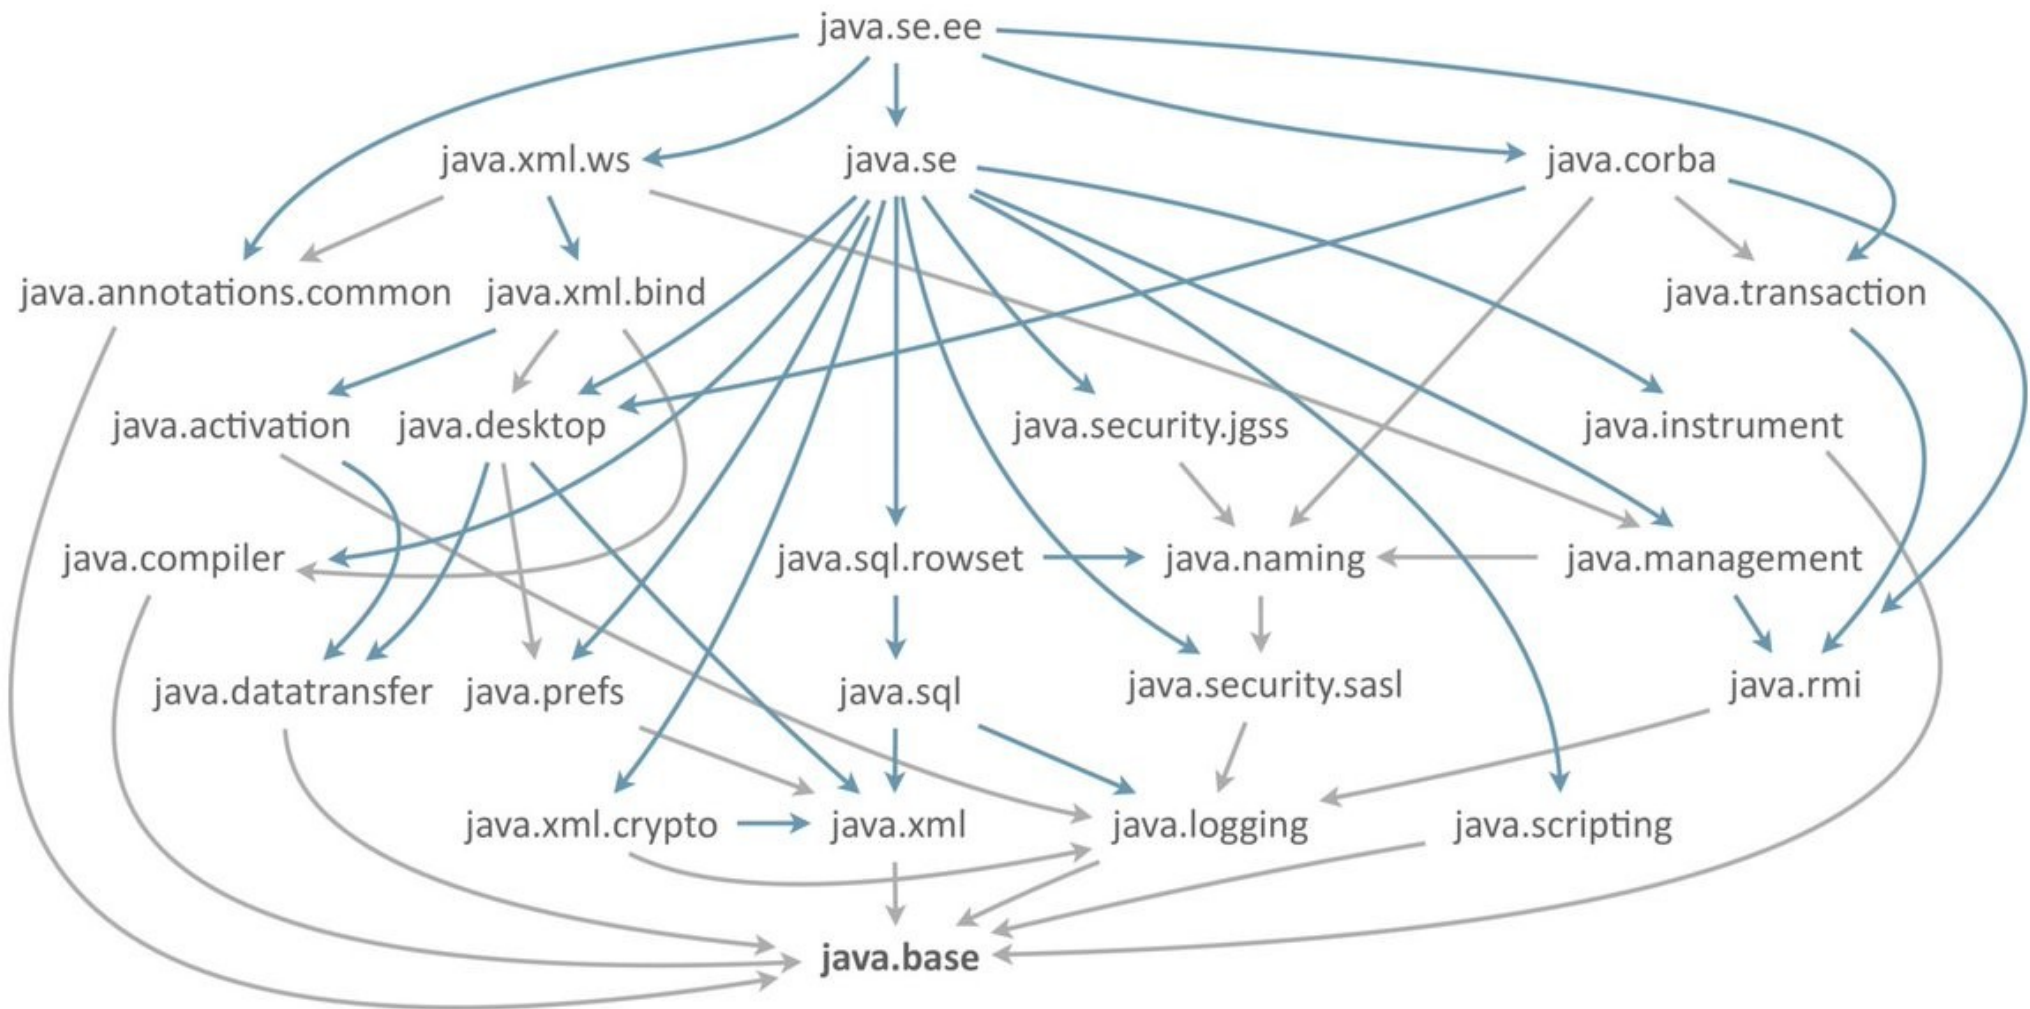 java.se.ee
java.xml.ws
java.se
java.corba
java.annotations.common
java.xml.bind
java.transaction
java.activation
java.desktop
java.security.jgss
java.instrument
java.compiler
java.sql.rowset
java.naming
java.management
java.datatransfer
java.prefs
java.sql
java.security.sasl
java.rmi
java.xml.crypto
java.xml
java.logging
java.scripting
java.base